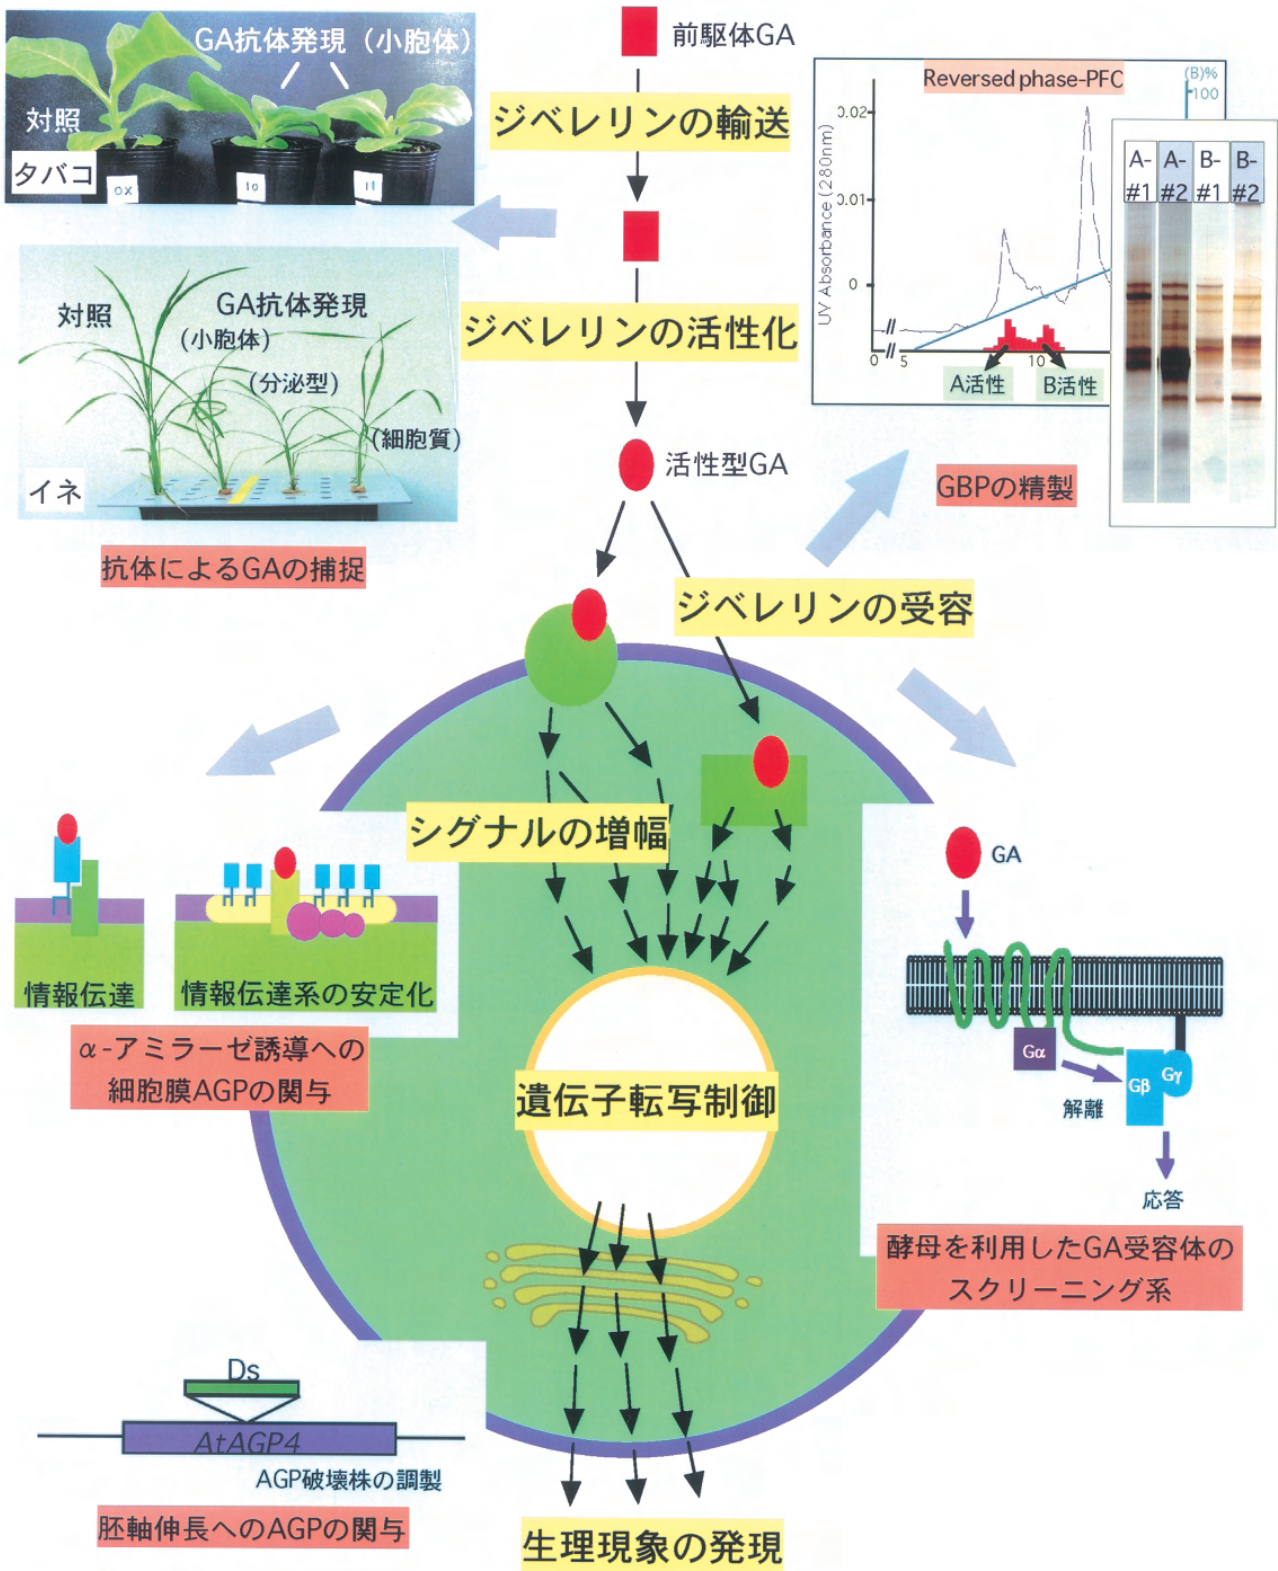 GA抗体発現（小胞体）
対照
タバコ
OX
10
11
対照
GA抗体発現
(小胞体)
(分泌型)
(細胞質)
イネ
抗体によるGAの捕捉
前駆体GA
ジベレリンの輸送
ジベレリンの活性化
活性型GA
ジベレリンの受容
Reversed phase-PFC
(B)%
100
UV Absorbance (280nm)
0.02
0.01
0
0
5
10
A活性
B活性
A-
#1
A-
#2
B-
#1
B-
#2
GBPの精製
シグナルの増幅
情報伝達
情報伝達系の安定化
α-アミラーゼ誘導への
細胞膜AGPの関与
遺伝子転写制御
GA
Gα
Gβ
Gγ
解離
応答
酵母を利用したGA受容体の
スクリーニング系
Ds
AtAGP4
AGP破壊株の調製
胚軸伸長へのAGPの関与
生理現象の発現